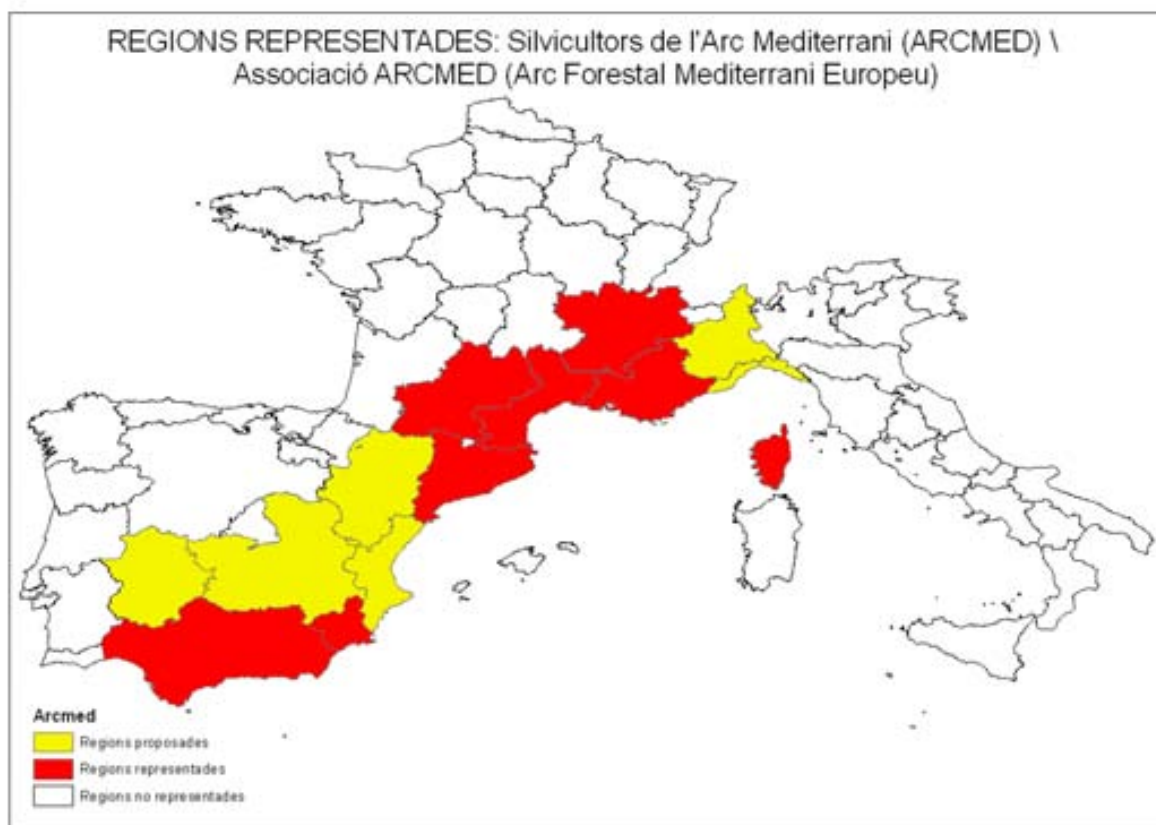 REGIONS REPRESENTADES: Silvicultors de l'Arc Mediterrani (ARCMED) \
Associació ARCMED (Arc Forestal Mediterrani Europeu)
Arcmed
Regions proposades
Regions representades
Regions no representades